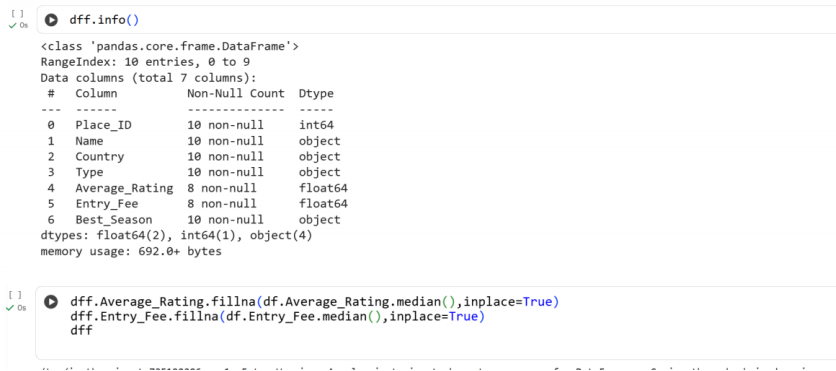 [ ]
dff.info()
0s
<class 'pandas.core.frame.DataFrame'>
RangeIndex: 10 entries, 0 to 9
Data columns (total 7 columns):
#   Column          Non-Null Count  Dtype
---  ------          --------------  -----
0   Place_ID        10 non-null     int64
1   Name            10 non-null     object
2   Country         10 non-null     object
3   Type            10 non-null     object
4   Average_Rating  8 non-null      float64
5   Entry_Fee       8 non-null      float64
6   Best_Season     10 non-null     object
dtypes: float64(2), int64(1), object(4)
memory usage: 692.0+ bytes
[ ]
0s
dff.Average_Rating.fillna(df.Average_Rating.median(),inplace=True)
dff.Entry_Fee.fillna(df.Entry_Fee.median(),inplace=True)
dff